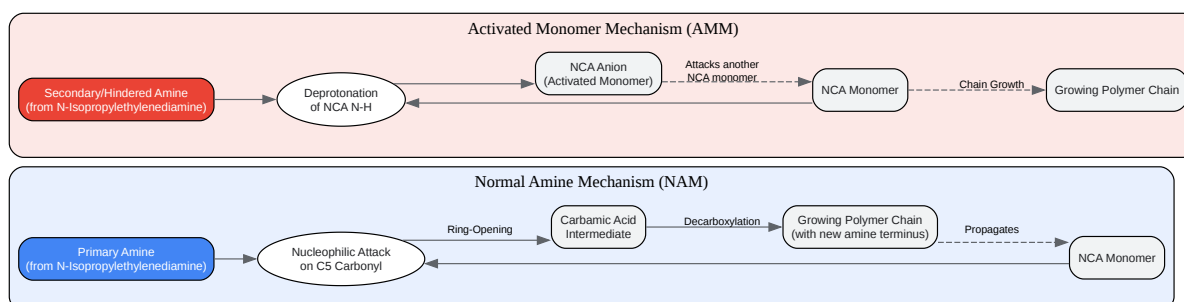 Activated Monomer Mechanism (AMM)
Secondary/Hindered Amine
(from N-Isopropylethylenediamine)
Deprotonation
of NCA N-H
NCA Anion
(Activated Monomer)
Attacks another
NCA monomer
NCA Monomer
Chain Growth
Growing Polymer Chain
Normal Amine Mechanism (NAM)
Primary Amine
(from N-Isopropylethylenediamine)
Nucleophilic Attack
on C5 Carbonyl
Ring-Opening
Carbamic Acid
Intermediate
Decarboxylation
Growing Polymer Chain
(with new amine terminus)
Propagates
NCA Monomer